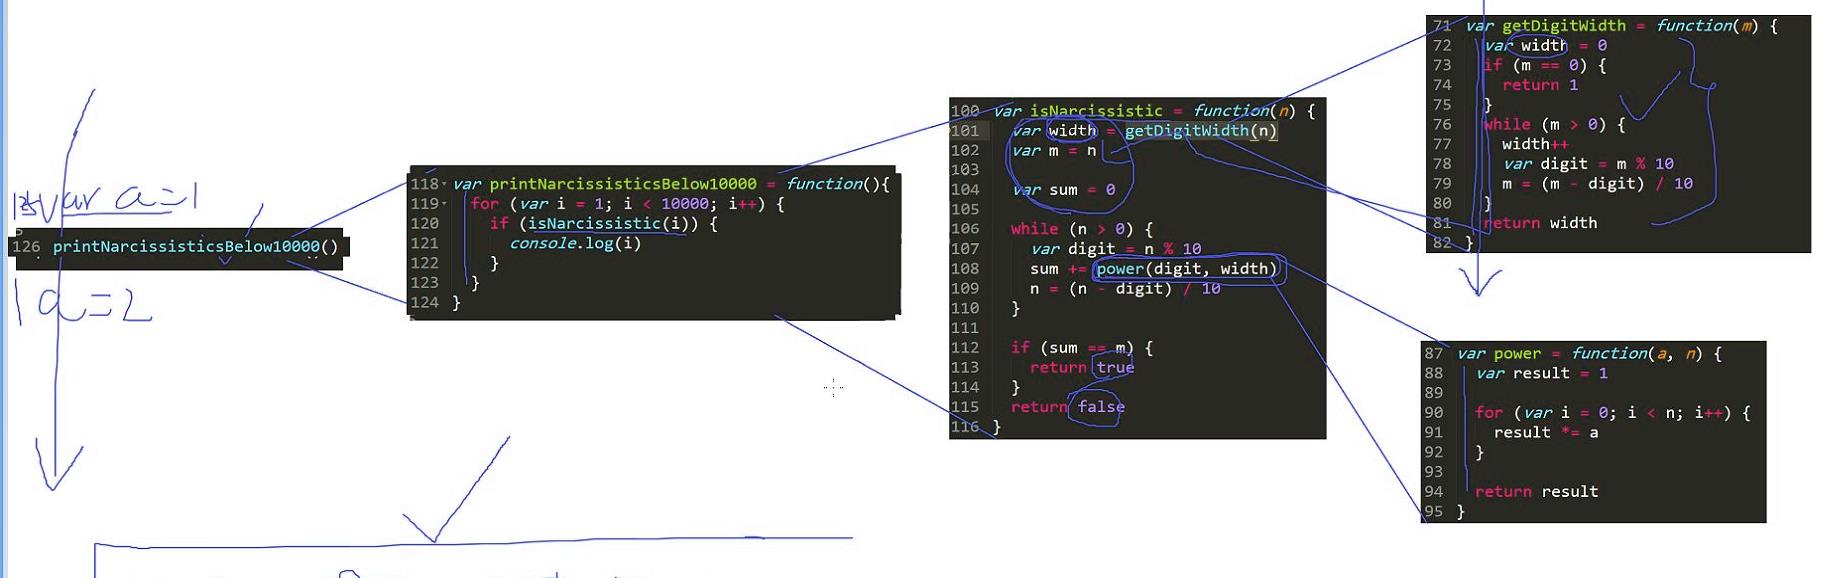 var a=1
126 printNarcissisticsBelow10000()
a=2
118 var printNarcissisticsBelow10000 = function(){
119 for (var i = 1; i < 10000; i++) {
120 if (isNarcissistic(i)) {
121 console.log(i)
122 }
123 }
124 }
100 var isNarcissistic = function(n) {
101 var width = getDigitWidth(n)
102 var m = n
103
104 var sum = 0
105
106 while (n > 0) {
107 var digit = n % 10
108 sum += power(digit, width)
109 n = (n - digit) / 10
110 }
111
112 if (sum == m) {
113 return true
114 }
115 return false
116 }
71 var getDigitWidth = function(m) {
72 var width = 0
73 if (m == 0) {
74 return 1
75 }
76 while (m > 0) {
77 width++
78 var digit = m % 10
79 m = (m - digit) / 10
80 }
81 return width
82 }
87 var power = function(a, n) {
88 var result = 1
89
90 for (var i = 0; i < n; i++) {
91 result *= a
92 }
93
94 return result
95 }